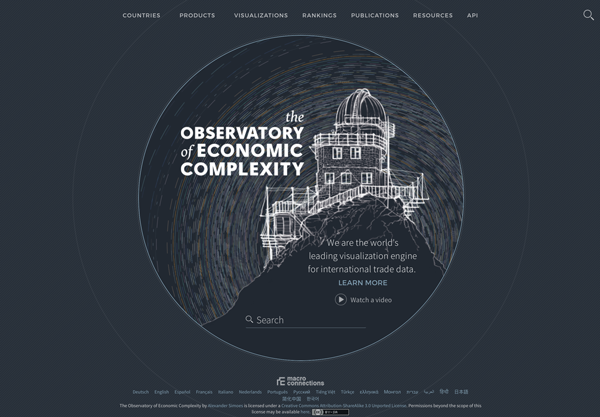 COUNTRIES PRODUCTS VISUALIZATIONS RANKINGS PUBLICATIONS RESOURCES API
the
OBSERVATORY
of ECONOMIC
COMPLEXITY
We are the world's
leading visualization engine
for international trade data.
LEARN MORE
Watch a video
Search
macro
connections
Deutsch English Español Français Italiano Nederlands Português Русский Tiếng Việt Türkçe ελληνικά Монгол עברית العربية हिन्दी 日本語
简化中国 한국어
The Observatory of Economic Complexity by Alexander Simoes is licensed under a Creative Commons Attribution-ShareAlike 3.0 Unported License. Permissions beyond the scope of this
license may be available here.